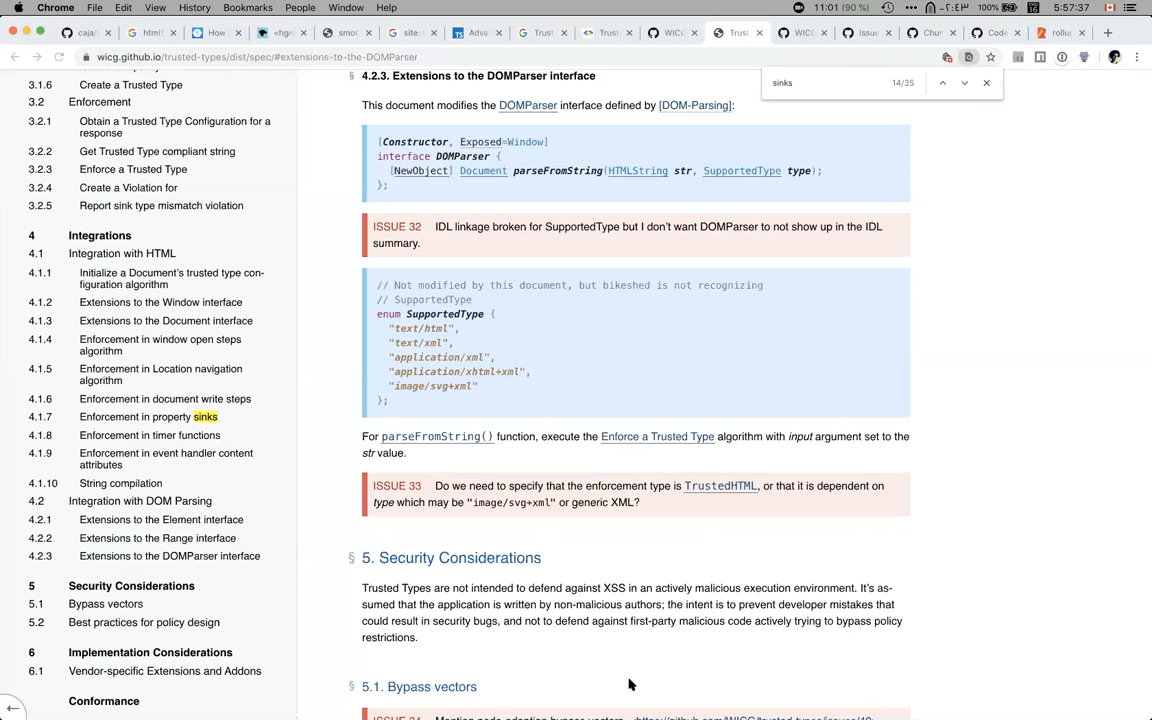 Chrome File Edit View History Bookmarks People Window Help
11:01 (90 %) 100% 5:57:37
caja/ html5 How <hgr smol. site: Adva Trust Trust WICG Trust WICG Issue Chur Code rollup
wicg.github.io/trusted-types/dist/spec/#extensions-to-the-DOMParser
sinks 14/35
3.1.6 Create a Trusted Type
3.2 Enforcement
3.2.1 Obtain a Trusted Type Configuration for a
response
3.2.2 Get Trusted Type compliant string
3.2.3 Enforce a Trusted Type
3.2.4 Create a Violation for
3.2.5 Report sink type mismatch violation
4 Integrations
4.1 Integration with HTML
4.1.1 Initialize a Document's trusted type con-
figuration algorithm
4.1.2 Extensions to the Window interface
4.1.3 Extensions to the Document interface
4.1.4 Enforcement in window open steps
algorithm
4.1.5 Enforcement in Location navigation
algorithm
4.1.6 Enforcement in document write steps
4.1.7 Enforcement in property sinks
4.1.8 Enforcement in timer functions
4.1.9 Enforcement in event handler content
attributes
4.1.10 String compilation
4.2 Integration with DOM Parsing
4.2.1 Extensions to the Element interface
4.2.2 Extensions to the Range interface
4.2.3 Extensions to the DOMParser interface
5 Security Considerations
5.1 Bypass vectors
5.2 Best practices for policy design
6 Implementation Considerations
6.1 Vendor-specific Extensions and Addons
Conformance
§ 4.2.3. Extensions to the DOMParser interface
This document modifies the DOMParser interface defined by [DOM-Parsing]:
[Constructor, Exposed=Window]
interface DOMParser {
[NewObject] Document parseFromString(HTMLString str, SupportedType type);
};
ISSUE 32 IDL linkage broken for SupportedType but I don't want DOMParser to not show up in the IDL
summary.
// Not modified by this document, but bikeshed is not recognizing
// SupportedType
enum SupportedType {
"text/html",
"text/xml",
"application/xml",
"application/xhtml+xml",
"image/svg+xml"
};
For parseFromString() function, execute the Enforce a Trusted Type algorithm with input argument set to the
str value.
ISSUE 33 Do we need to specify that the enforcement type is TrustedHTML, or that it is dependent on
type which may be "image/svg+xml" or generic XML?
§ 5. Security Considerations
Trusted Types are not intended to defend against XSS in an actively malicious execution environment. It's as-
sumed that the application is written by non-malicious authors; the intent is to prevent developer mistakes that
could result in security bugs, and not to defend against first-party malicious code actively trying to bypass policy
restrictions.
§ 5.1. Bypass vectors